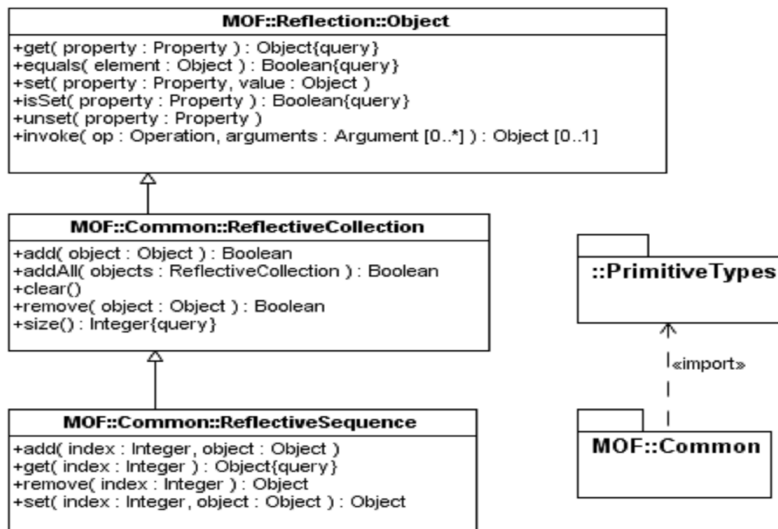 MOF::Reflection::Object
+get( property : Property ) : Object{query}
+equals( element : Object ) : Boolean{query}
+set( property : Property, value : Object )
+isSet( property : Property ) : Boolean{query}
+unset( property : Property )
+invoke( op : Operation, arguments : Argument [0..*] ) : Object [0..1]
MOF::Common::ReflectiveCollection
+add( object : Object ) : Boolean
+addAll( objects : ReflectiveCollection ) : Boolean
+clear()
+remove( object : Object ) : Boolean
+size() : Integer{query}
MOF::Common::ReflectiveSequence
+add( index : Integer, object : Object )
+get( index : Integer ) : Object{query}
+remove( index : Integer ) : Object
+set( index : Integer, object : Object ) : Object
::PrimitiveTypes
«import»
MOF::Common